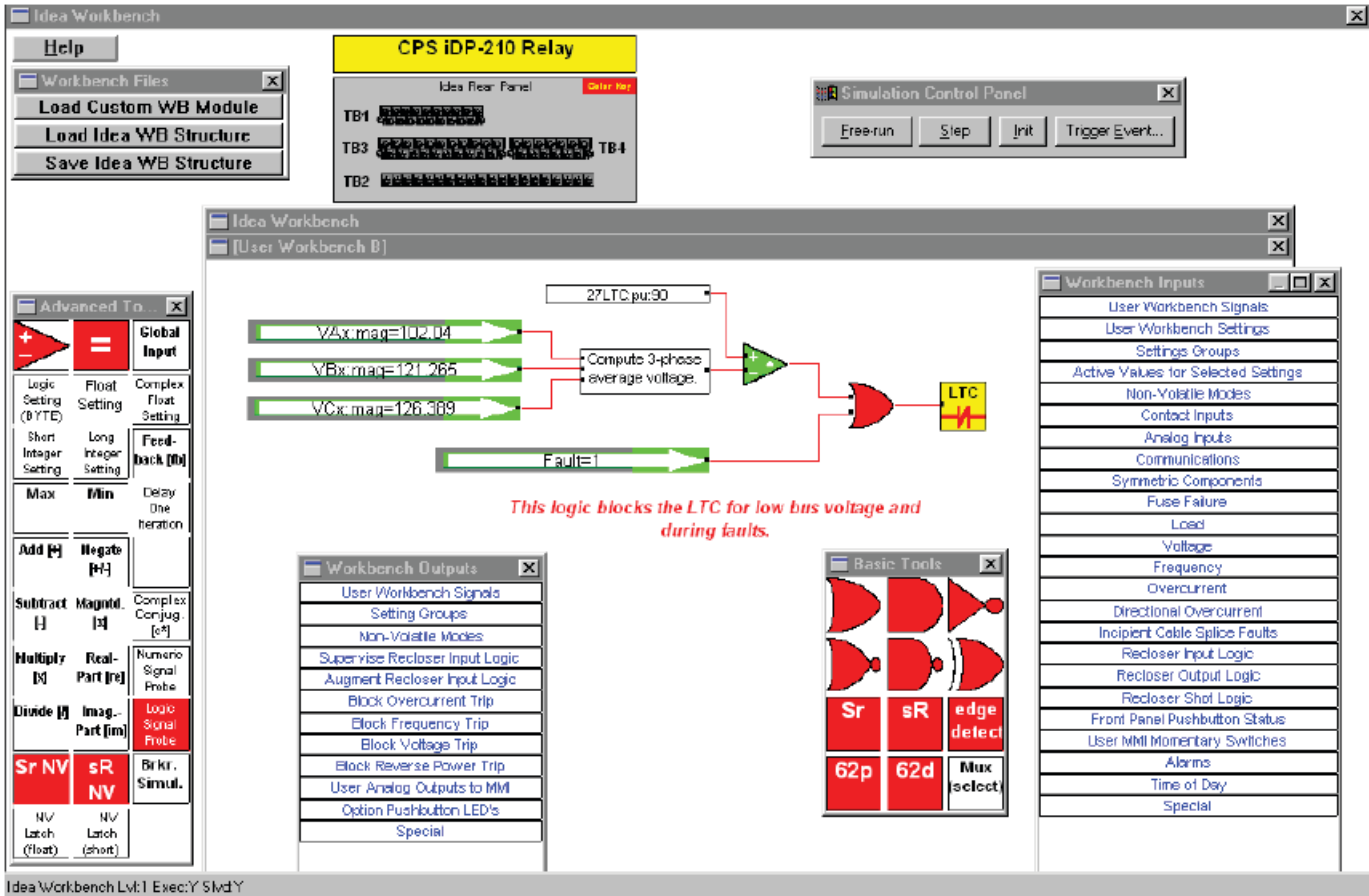 Idea Workbench
Help
Workbench Files
Load Custom WB Module
Load Idea WB Structure
Save Idea WB Structure
CPS iDP-210 Relay
Idea Rear Panel
Color Key
TB1
TB3
TB4
TB2
Simulation Control Panel
Free-run
Step
Init
Trigger Event...
Idea Workbench
[User Workbench B]
27LTC:pu:90
VAx:mag=102.04
VBx:mag=121.265
VCx:mag=126.389
Compute 3-phase
average voltage.
Fault=1
LTC
This logic blocks the LTC for low bus voltage and
during faults.
Advanced To...
Global
Input
Logic
Setting
(BYTE)
Float
Setting
Complex
Float
Setting
Short
Integer
Setting
Long
Integer
Setting
Feed-
back [fb]
Max
Min
Delay
One
Iteration
Add [+]
Negate
[+/-]
Subtract
[-]
Magntd.
[x]
Complex
Conjug.
[c*]
Multiply
[x]
Real-
Part [re]
Numeric
Signal
Probe
Divide [/]
Imag.-
Part [im]
Logic
Signal
Probe
Sr NV
sR
NV
Brkr.
Simul.
NV
Latch
(float)
NV
Latch
(short)
Workbench Outputs
User Workbench Signals
Setting Groups
Non-Volatile Modes
Supervise Recloser Input Logic
Augment Recloser Input Logic
Block Overcurrent Trip
Block Frequency Trip
Block Voltage Trip
Block Reverse Power Trip
User Analog Outputs to MMI
Option Pushbutton LED's
Special
Basic Tools
Sr
sR
edge
detect
62p
62d
Mux
(select)
Workbench Inputs
User Workbench Signals
User Workbench Settings
Settings Groups
Active Values for Selected Settings
Non-Volatile Modes
Contact Inputs
Analog Inputs
Communications
Symmetric Components
Fuse Failure
Load
Voltage
Frequency
Overcurrent
Directional Overcurrent
Incipient Cable Splice Faults
Recloser Input Logic
Recloser Output Logic
Recloser Shot Logic
Front Panel Pushbutton Status
User MMI Momentary Switches
Alarms
Time of Day
Special
Idea Workbench Lvl:1 Exec:Y Slvd:Y